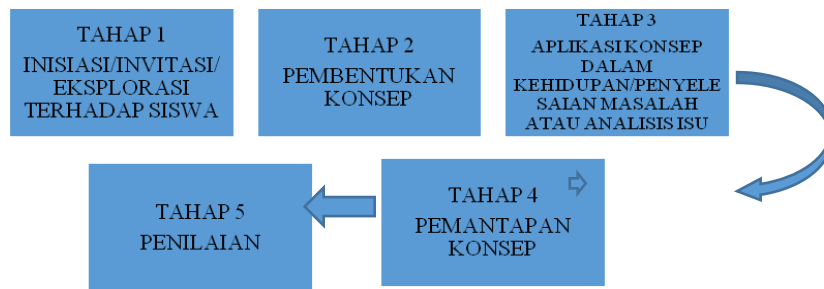 TAHAP 1
INISIASI/INVITASI/
EKSPLORASI
TERHADAP SISWA
TAHAP 2
PEMBENTUKAN
KONSEP
TAHAP 3
APLIKASI KONSEP
DALAM
KEHIDUPAN/PENYELE
SAIAN MASALAH
ATAU ANALISIS ISU
TAHAP 4
PEMANTAPAN
KONSEP
TAHAP 5
PENILAIAN